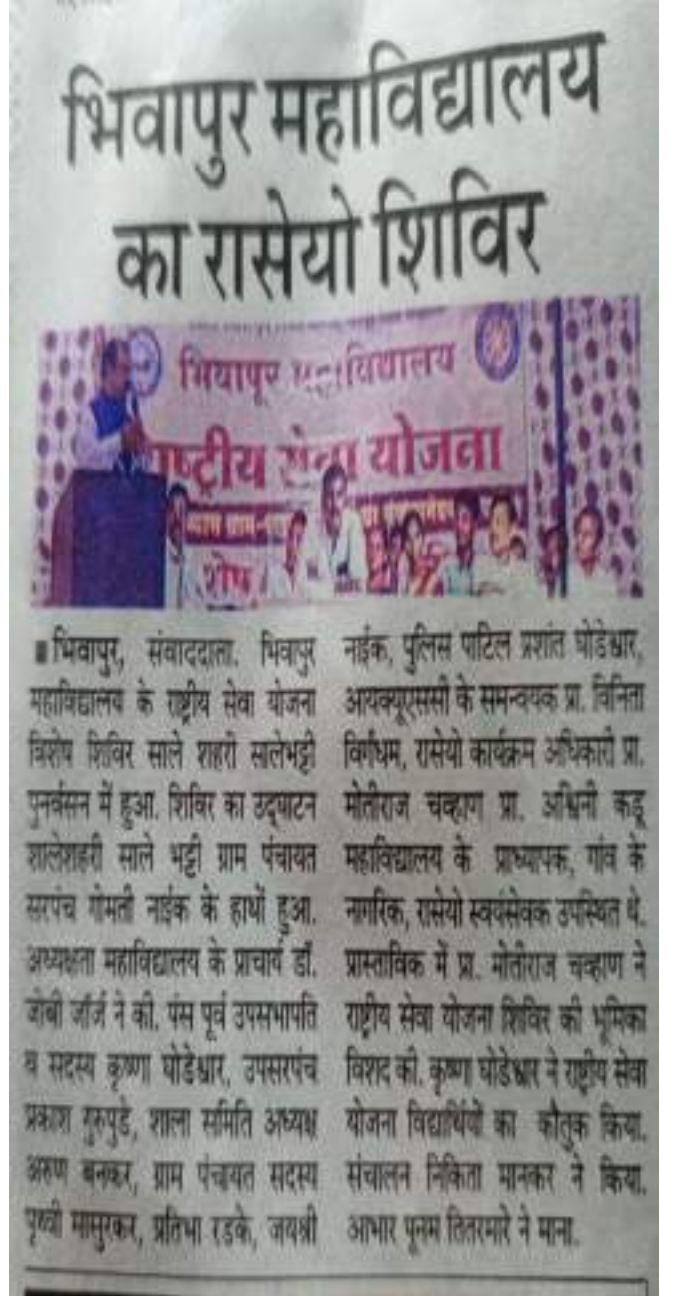 भिवापुर महाविद्यालय
का रासेयो शिविर
भिवापूर महाविद्यालय
राष्ट्रीय सेवा योजना
■ भिवापुर, संवाददाता. भिवापुर
महाविद्यालय के राष्ट्रीय सेवा योजना
विशेष शिविर साले शहरी सालेभट्टी
पुनर्वसन में हुआ. शिविर का उद्घाटन
शालेशहरी साले भट्टी ग्राम पंचायत
सरपंच गोमती नाईक के हाथों हुआ.
अध्यक्षता महाविद्यालय के प्राचार्य डॉ.
जोबी जॉर्ज ने की. पंस पूर्व उपसभापति
व सदस्य कृष्णा घोडेश्वार, उपसरपंच
प्रकाश गुरुपुडे, शाला समिति अध्यक्ष
अरुण बनकर, ग्राम पंचायत सदस्य
पृथ्वी मासुरकर, प्रतिभा रडके, जयश्री
नाईक, पुलिस पाटिल प्रशांत घोडेश्वार,
आयक्यूएससी के समन्वयक प्रा. विनिता
विर्गंधम, रासेयो कार्यक्रम अधिकारी प्रा.
मोतीराज चव्हाण प्रा. अश्विनी कडू
महाविद्यालय के प्राध्यापक, गांव के
नागरिक, रासेयो स्वयंसेवक उपस्थित थे.
प्रास्ताविक में प्रा. मोतीराज चव्हाण ने
राष्ट्रीय सेवा योजना शिविर की भूमिका
विशद की. कृष्णा घोडेश्वार ने राष्ट्रीय सेवा
योजना विद्यार्थियों का कौतुक किया.
संचालन निकिता मानकर ने किया.
आभार पूनम तितरमारे ने माना.